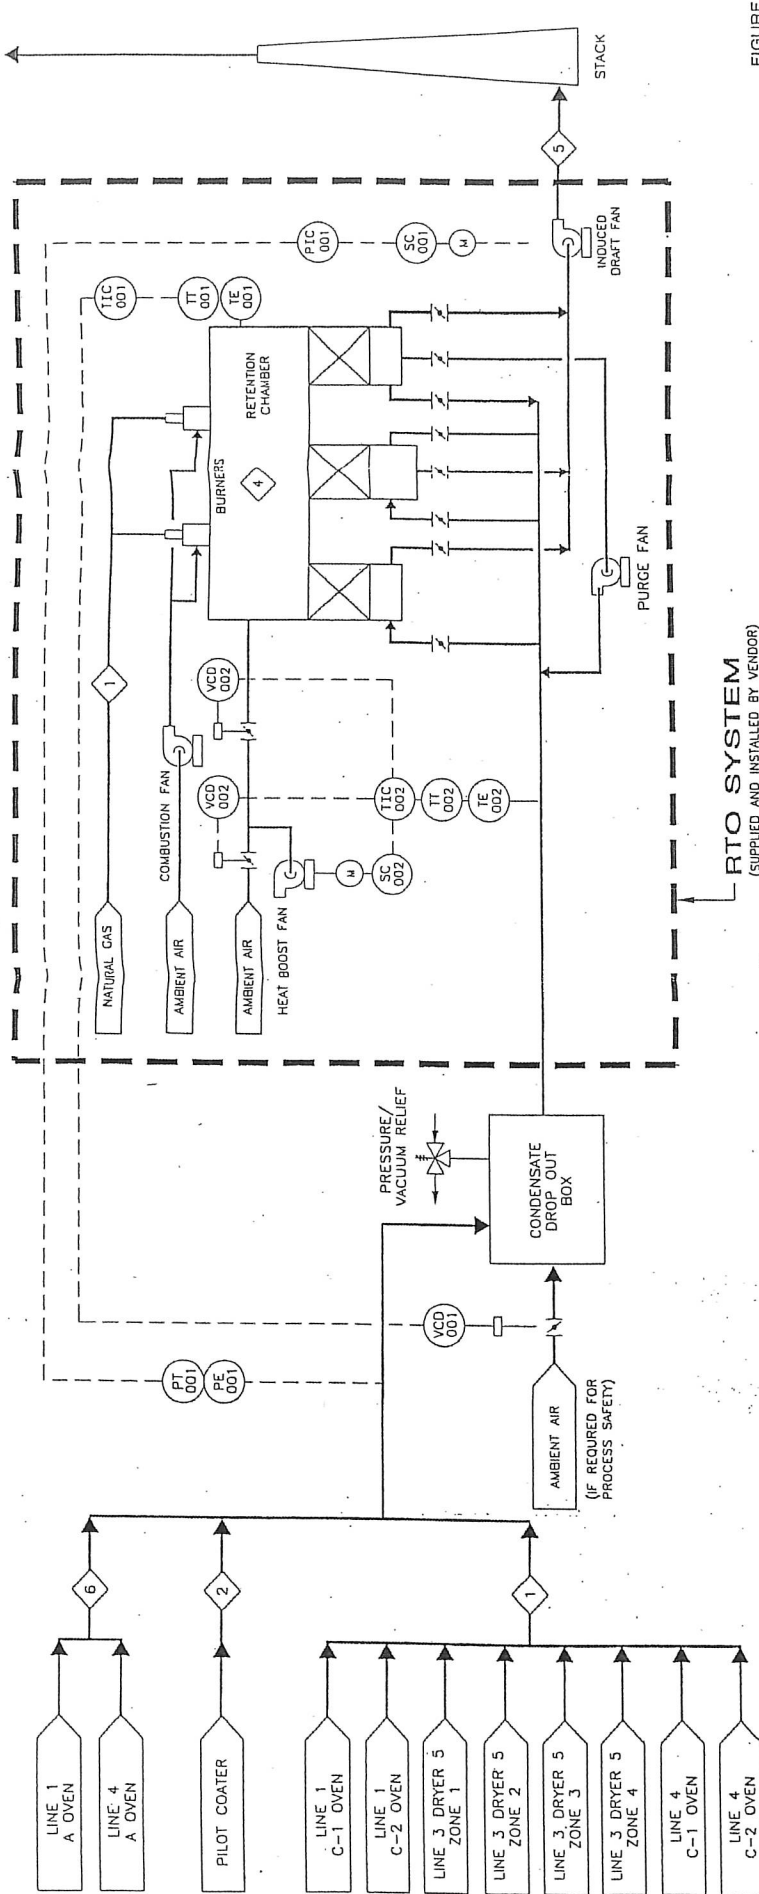 LINE 1
A OVEN
LINE 4
A OVEN
PILOT COATER
LINE 1
C-1 OVEN
LINE 1
C-2 OVEN
LINE 3 DRYER 5
ZONE 1
LINE 3 DRYER 5
ZONE 2
LINE 3 DRYER 5
ZONE 3
LINE 3 DRYER 5
ZONE 4
LINE 4
C-1 OVEN
LINE 4
C-2 OVEN
6
2
1
PT
001
PE
001
AMBIENT AIR
(IF REQURED FOR
PROCESS SAFETY)
VCD
001
PRESSURE/
VACUUM RELIEF
CONDENSATE
DROP OUT
BOX
NATURAL GAS
AMBIENT AIR
AMBIENT AIR
1
COMBUSTION FAN
HEAT BOOST FAN
VCD
002
VCD
002
M
SC
002
TIC
002
TT
002
TE
002
BURNERS
4
RETENTION
CHAMBER
TIC
001
TT
001
TE
001
PIC
001
SC
001
M
PURGE FAN
INDUCED
DRAFT FAN
5
STACK
RTO SYSTEM
(SUPPLIED AND INSTALLED BY VENDOR)
FIGURE